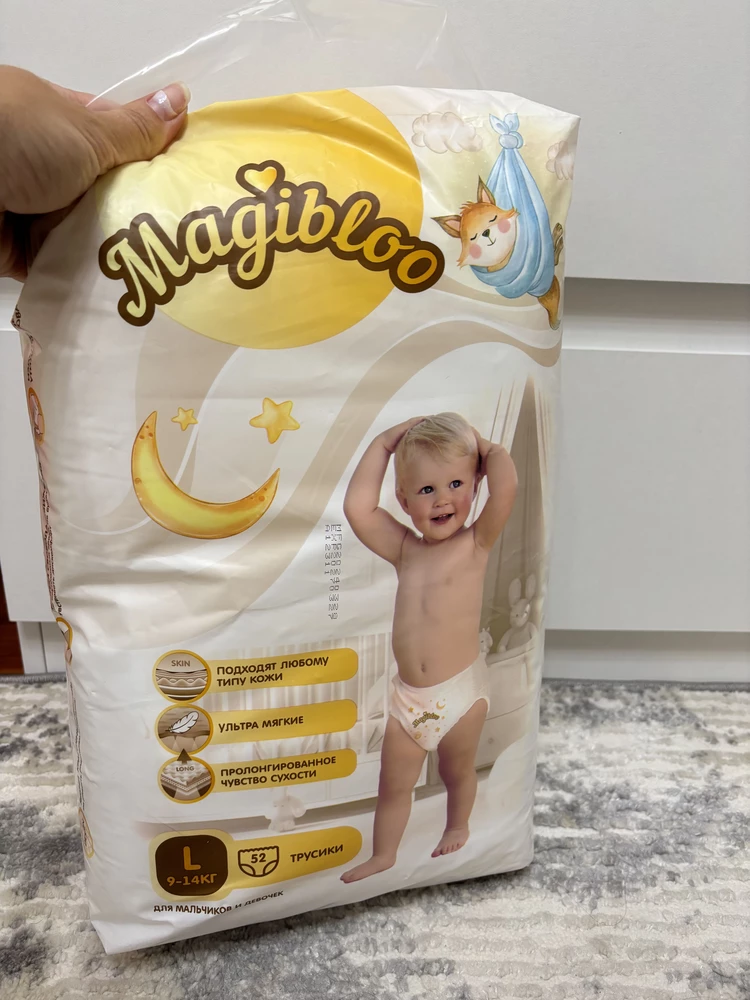 Magibloo
SKIN
ПОДХОДЯТ ЛЮБОМУ
ТИПУ КОЖИ
УЛЬТРА МЯГКИЕ
LONG
ПРОЛОНГИРОВАННОЕ
ЧУВСТВО СУХОСТИ
Magibloo
L
9-14КГ
52
ТРУСИКИ
ДЛЯ МАЛЬЧИКОВ И ДЕВОЧЕК